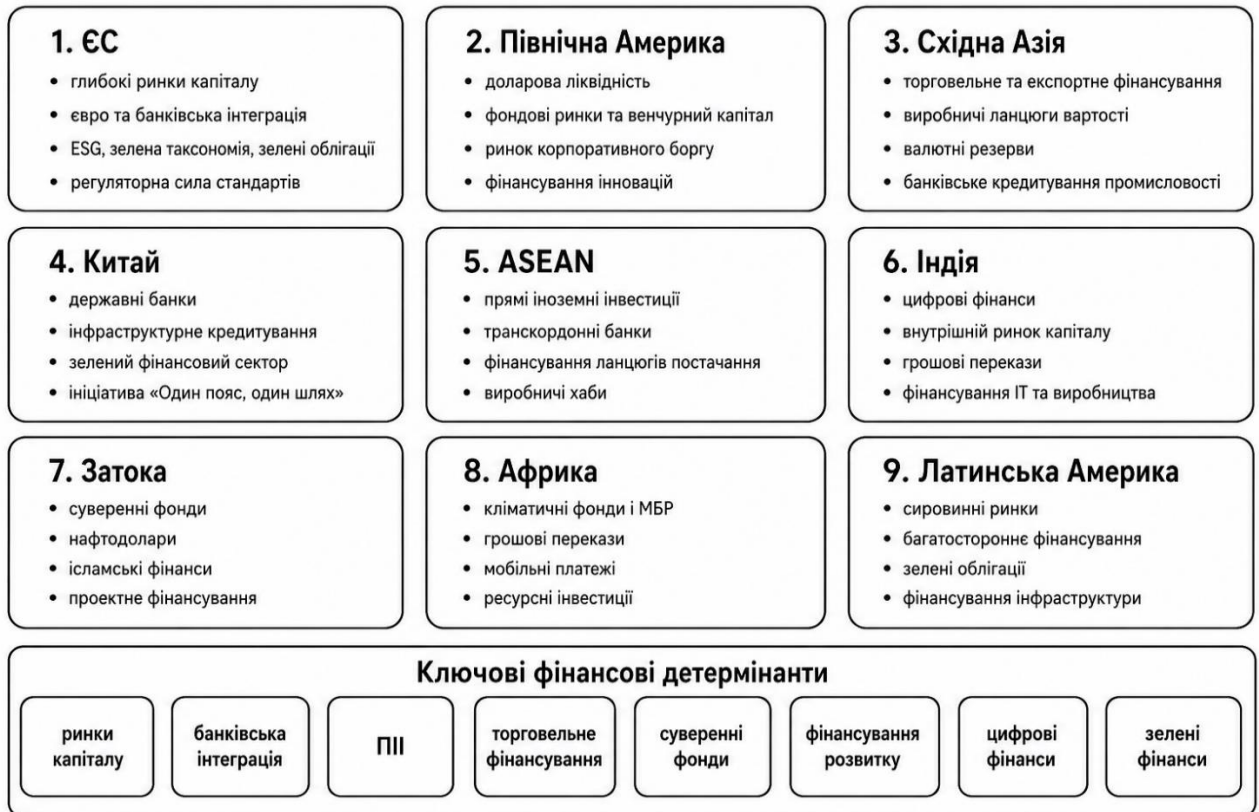 1. ЄС
• глибокі ринки капіталу
• євро та банківська інтеграція
• ESG, зелена таксономія, зелені облігації
• регуляторна сила стандартів
2. Північна Америка
• доларова ліквідність
• фондові ринки та венчурний капітал
• ринок корпоративного боргу
• фінансування інновацій
3. Східна Азія
• торговельне та експортне фінансування
• виробничі ланцюги вартості
• валютні резерви
• банківське кредитування промисловості
4. Китай
• державні банки
• інфраструктурне кредитування
• зелений фінансовий сектор
• ініціатива «Один пояс, один шлях»
5. ASEAN
• прямі іноземні інвестиції
• транскордонні банки
• фінансування ланцюгів постачання
• виробничі хаби
6. Індія
• цифрові фінанси
• внутрішній ринок капіталу
• грошові перекази
• фінансування ІТ та виробництва
7. Затока
• суверенні фонди
• нафтодолари
• ісламські фінанси
• проектне фінансування
8. Африка
• кліматичні фонди і МБР
• грошові перекази
• мобільні платежі
• ресурсні інвестиції
9. Латинська Америка
• сировинні ринки
• багатостороннє фінансування
• зелені облігації
• фінансування інфраструктури
Ключові фінансові детермінанти
ринки
капіталу
банківська
інтеграція
ПІІ
торговельне
фінансування
суверенні
фонди
фінансування
розвитку
цифрові
фінанси
зелені
фінанси